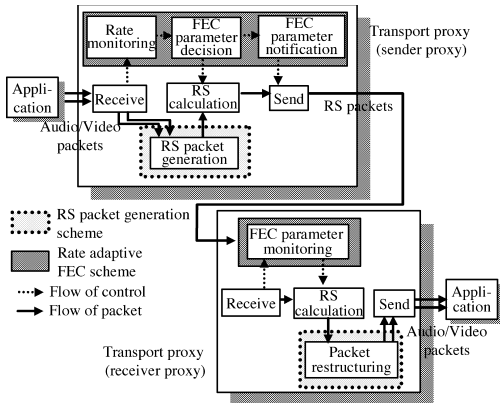 Rate monitoring
FEC
parameter
decision
FEC
parameter
notification
Transport proxy
(sender proxy)
Appli-
cation
Receive
RS
calculation
Send
RS packets
Audio/Video
packets
RS packet
generation
RS packet generation
scheme
Rate adaptive
FEC scheme
Flow of control
Flow of packet
FEC parameter
monitoring
Receive
RS
calculation
Send
Appli-
cation
Audio/Video
packets
Packet
restructuring
Transport proxy
(receiver proxy)